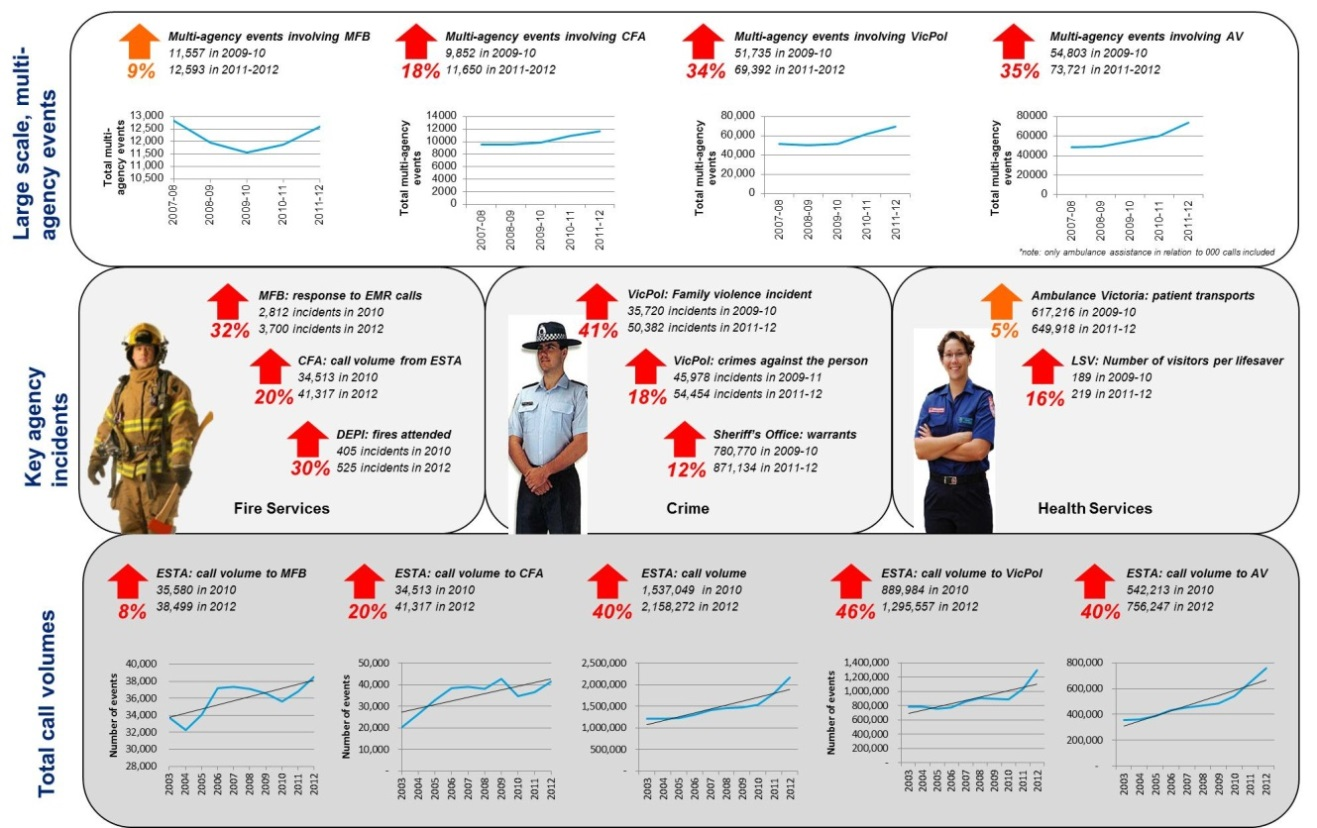 Large scale, multi-
agency events
9%
Multi-agency events involving MFB
11,557 in 2009-10
12,593 in 2011-2012
18%
Multi-agency events involving CFA
9,852 in 2009-10
11,650 in 2011-2012
34%
Multi-agency events involving VicPol
51,735 in 2009-10
69,392 in 2011-2012
35%
Multi-agency events involving AV
54,803 in 2009-10
73,721 in 2011-2012
Total multi-
agency events
13,000
12,500
12,000
11,500
11,000
10,500
2007-08
2008-09
2009-10
2010-11
2011-12
Total multi-agency
events
14000
12000
10000
8000
6000
4000
2000
0
2007-08
2008-09
2009-10
2010-11
2011-12
Total multi-agency
events
80,000
60,000
40,000
20,000
0
2007-08
2008-09
2009-10
2010-11
2011-12
Total multi-agency
events
80000
60000
40000
20000
0
2007-08
2008-09
2009-10
2010-11
2011-12
*note: only ambulance assistance in relation to 000 calls included
Key agency
incidents
32%
MFB: response to EMR calls
2,812 incidents in 2010
3,700 incidents in 2012
20%
CFA: call volume from ESTA
34,513 in 2010
41,317 in 2012
30%
DEPI: fires attended
405 incidents in 2010
525 incidents in 2012
Fire Services
41%
VicPol: Family violence incident
35,720 incidents in 2009-10
50,382 incidents in 2011-12
18%
VicPol: crimes against the person
45,978 incidents in 2009-11
54,454 incidents in 2011-12
12%
Sheriff's Office: warrants
780,770 in 2009-10
871,134 in 2011-12
Crime
5%
Ambulance Victoria: patient transports
617,216 in 2009-10
649,918 in 2011-12
16%
LSV: Number of visitors per lifesaver
189 in 2009-10
219 in 2011-12
Health Services
Total call volumes
8%
ESTA: call volume to MFB
35,580 in 2010
38,499 in 2012
20%
ESTA: call volume to CFA
34,513 in 2010
41,317 in 2012
40%
ESTA: call volume
1,537,049 in 2010
2,158,272 in 2012
46%
ESTA: call volume to VicPol
889,984 in 2010
1,295,557 in 2012
40%
ESTA: call volume to AV
542,213 in 2010
756,247 in 2012
Number of events
40,000
38,000
36,000
34,000
32,000
30,000
28,000
2003
2004
2005
2006
2007
2008
2009
2010
2011
2012
Number of events
50,000
40,000
30,000
20,000
10,000
-
2003
2004
2005
2006
2007
2008
2009
2010
2011
2012
2,500,000
2,000,000
1,500,000
1,000,000
500,000
-
2003
2004
2005
2006
2007
2008
2009
2010
2011
2012
Number of events
1,400,000
1,200,000
1,000,000
800,000
600,000
400,000
200,000
-
2003
2004
2005
2006
2007
2008
2009
2010
2011
2012
800,000
600,000
400,000
200,000
-
2003
2004
2005
2006
2007
2008
2009
2010
2011
2012